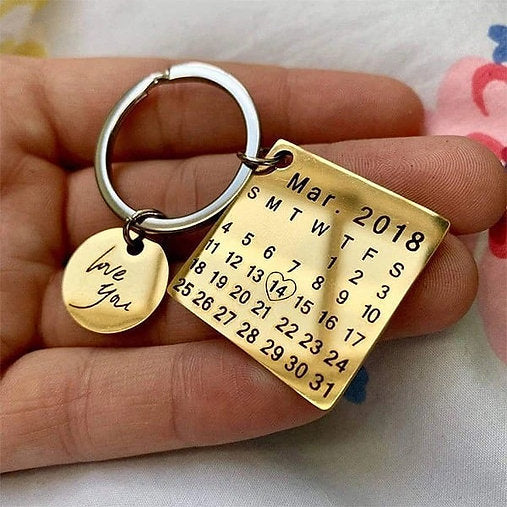 love
you
Mar. 2018
S M T W T F S
1 2 3
4 5 6 7 8 9 10
11 12 13 14 15 16 17
18 19 20 21 22 23 24
25 26 27 28 29 30 31